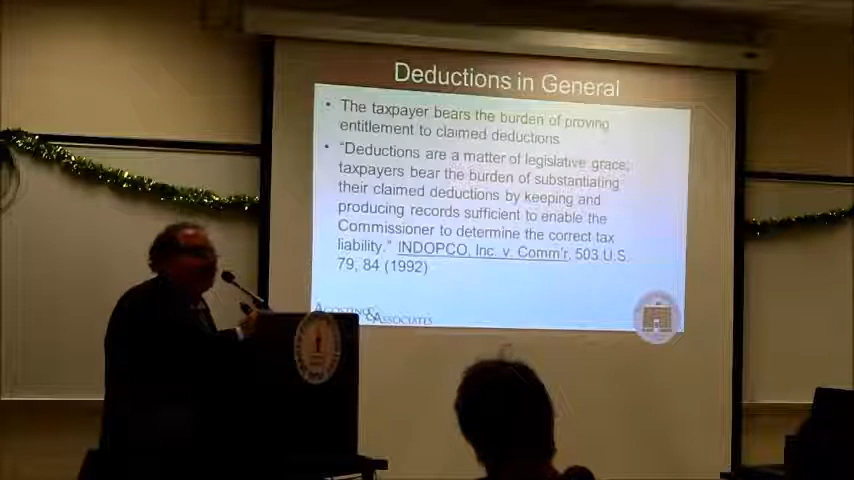 Deductions in General
• The taxpayer bears the burden of proving
entitlement to claimed deductions
• "Deductions are a matter of legislative grace;
taxpayers bear the burden of substantiating
their claimed deductions by keeping and
producing records sufficient to enable the
Commissioner to determine the correct tax
liability." INDOPCO, Inc. v. Comm'r, 503 U.S.
79, 84 (1992)
AGOSTINO & ASSOCIATES